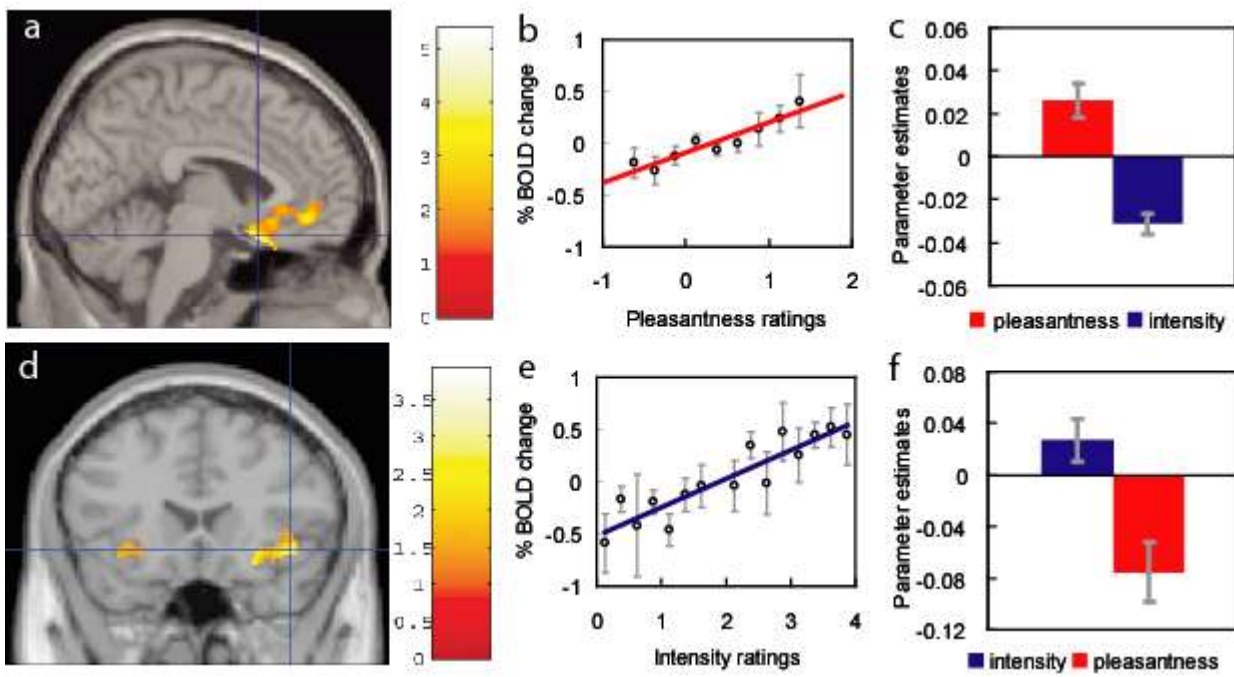 a
5
4
3
2
1
0
b
% BOLD change
1
0.5
0
-0.5
-1
-1 0 1 2
Pleasantness ratings
c
Parameter estimates
0.06
0.04
0.02
0
-0.02
-0.04
-0.06
pleasantness intensity
d
3.5
3
2.5
2
1.5
1
0.5
0
e
% BOLD change
1
0.5
0
-0.5
-1
0 1 2 3 4
Intensity ratings
f
Parameter estimates
0.08
0.04
0
-0.04
-0.08
-0.12
intensity pleasantness